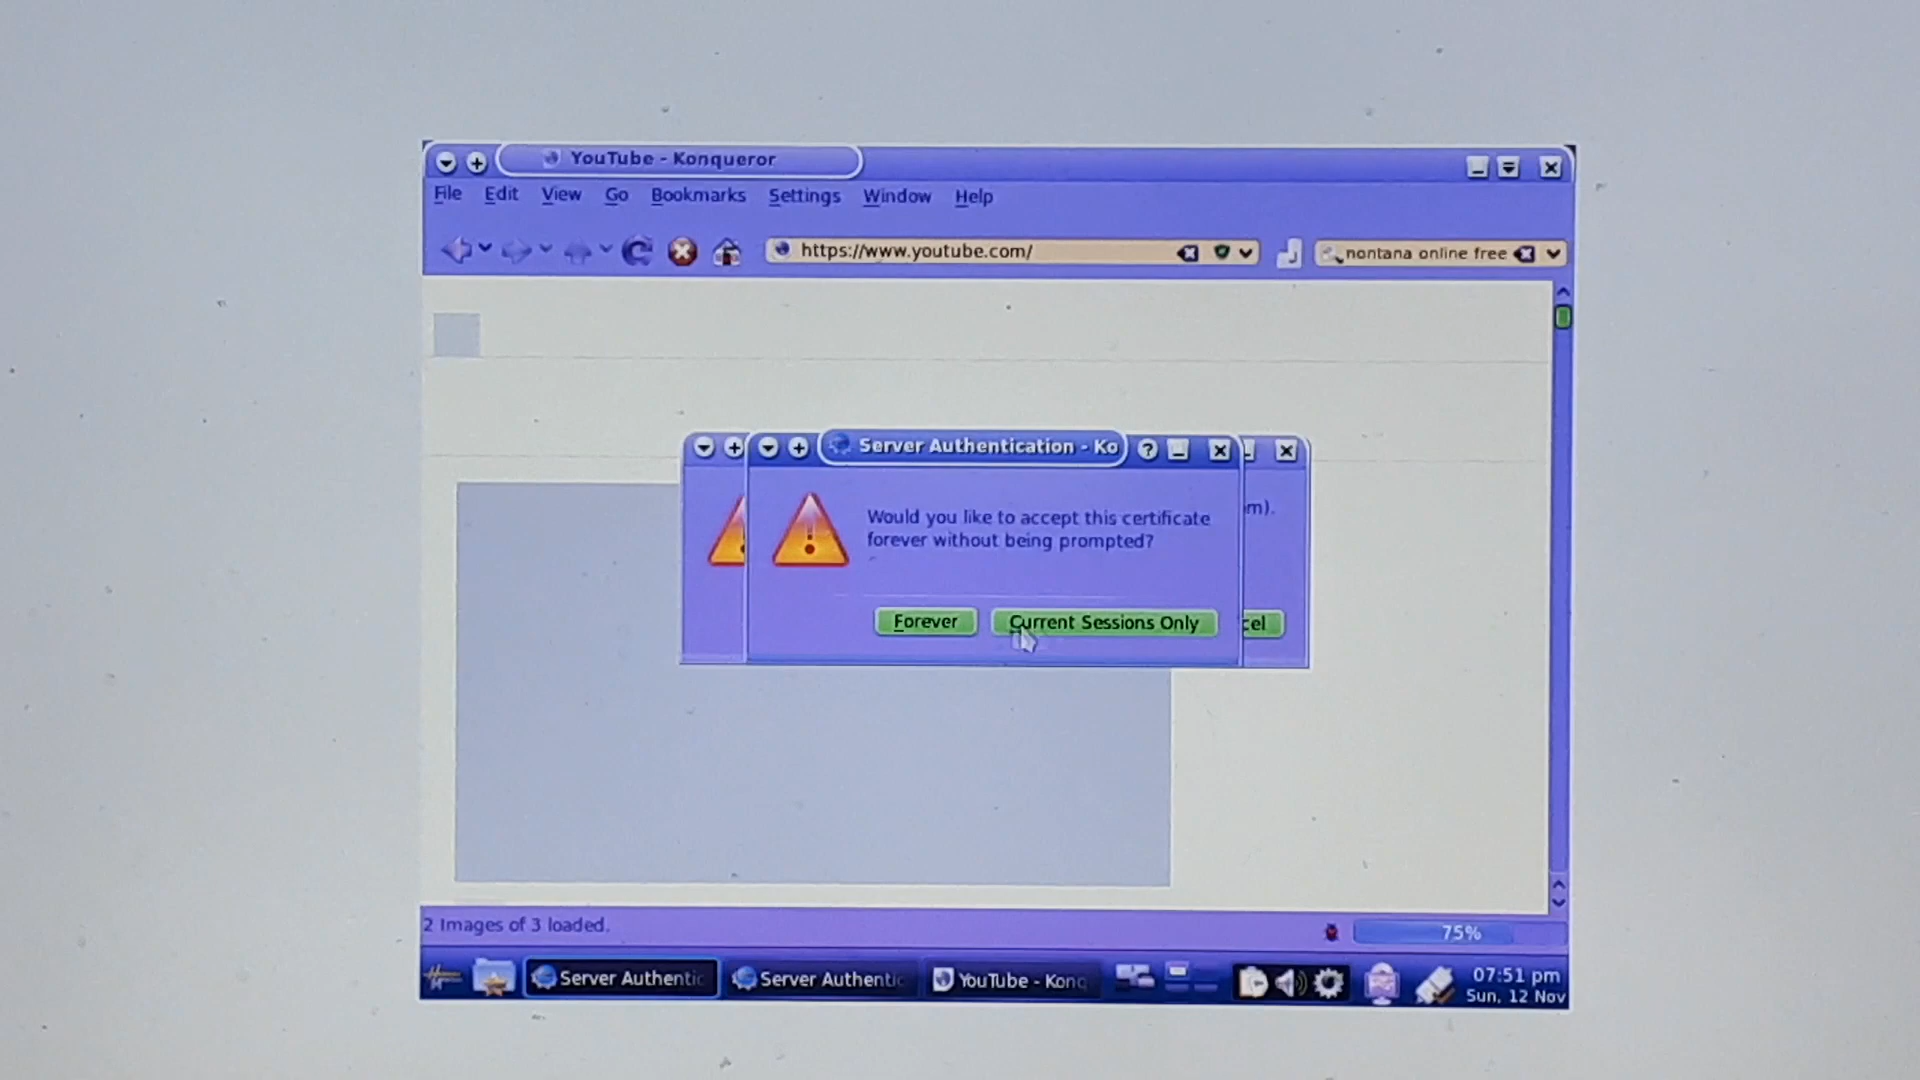 YouTube - Konqueror
File Edit View Go Bookmarks Settings Window Help
https://www.youtube.com/
nontana online free
Server Authentication - Ko
Would you like to accept this certificate
forever without being prompted?
m).
Forever
Current Sessions Only
cel
2 Images of 3 loaded.
75%
Server Authentic
Server Authentic
YouTube - Konq
07:51 pm
Sun, 12 Nov